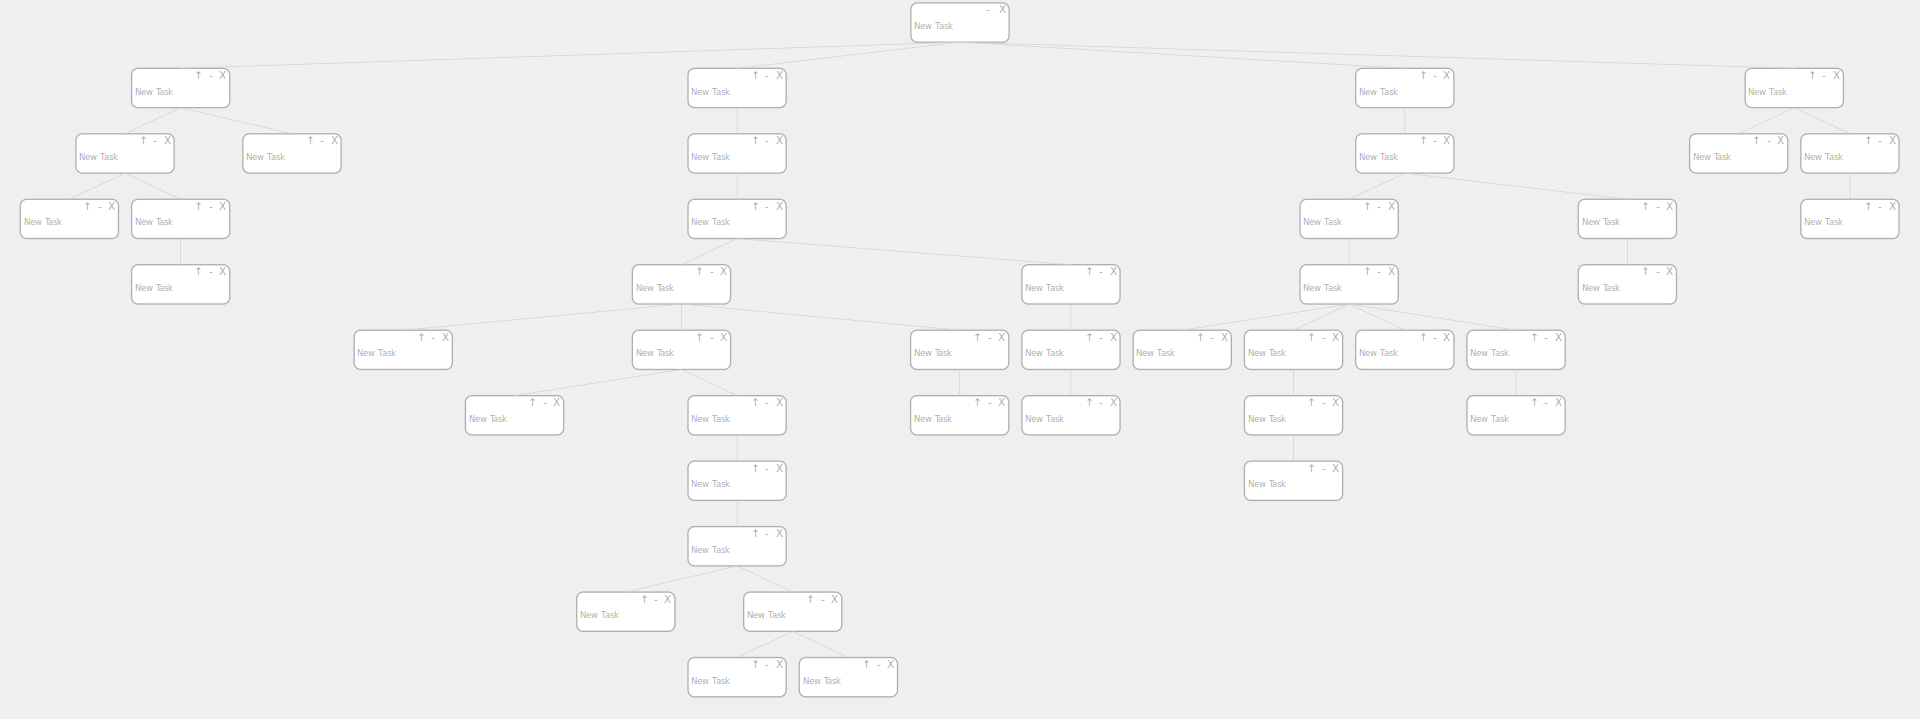 - X
New Task
↑ - X
New Task
↑ - X
New Task
↑ - X
New Task
↑ - X
New Task
↑ - X
New Task
↑ - X
New Task
↑ - X
New Task
↑ - X
New Task
↑ - X
New Task
↑ - X
New Task
↑ - X
New Task
↑ - X
New Task
↑ - X
New Task
↑ - X
New Task
↑ - X
New Task
↑ - X
New Task
↑ - X
New Task
↑ - X
New Task
↑ - X
New Task
↑ - X
New Task
↑ - X
New Task
↑ - X
New Task
↑ - X
New Task
↑ - X
New Task
↑ - X
New Task
↑ - X
New Task
↑ - X
New Task
↑ - X
New Task
↑ - X
New Task
↑ - X
New Task
↑ - X
New Task
↑ - X
New Task
↑ - X
New Task
↑ - X
New Task
↑ - X
New Task
↑ - X
New Task
↑ - X
New Task
↑ - X
New Task
↑ - X
New Task
↑ - X
New Task
↑ - X
New Task
↑ - X
New Task